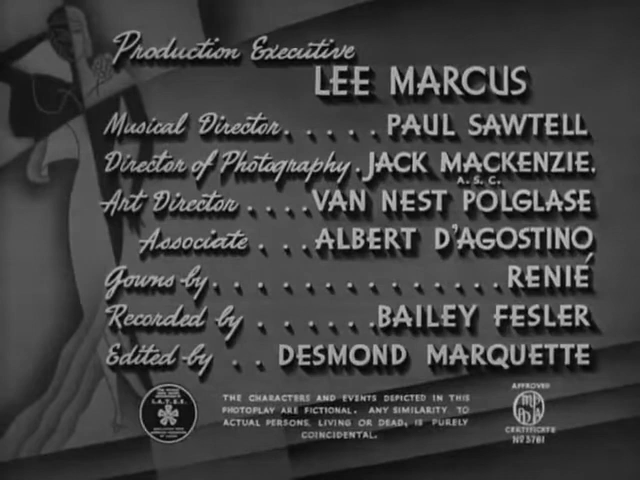 Production Executive
LEE MARCUS
Musical Director. . . . . PAUL SAWTELL
Director of Photography . JACK MACKENZIE.
A. S. C.
Art Director . . . . VAN NEST POLGLASE
Associate . . . ALBERT D'AGOSTINO
Gowns by. . . . . . . . . . . . . . . RENIÉ
Recorded by . . . . . . BAILEY FESLER
Edited by . . DESMOND MARQUETTE
I.A.T.S.E.
THE CHARACTERS AND EVENTS DEPICTED IN THIS
PHOTOPLAY ARE FICTIONAL. ANY SIMILARITY TO
ACTUAL PERSONS, LIVING OR DEAD, IS PURELY
COINCIDENTAL.
APPROVED
MPPDA
CERTIFICATE
Nº 5781